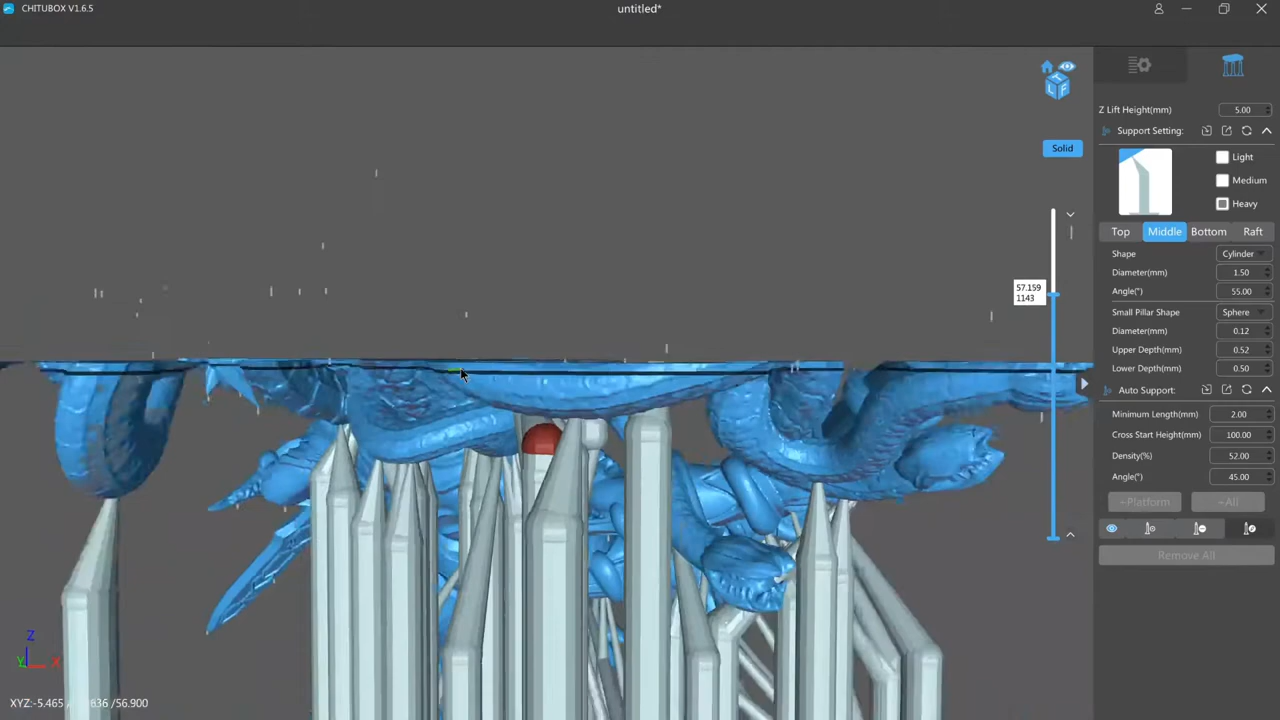 CHITUBOX V1.6.5
untitled*
Z Lift Height(mm) 5.00
Support Setting:
Light
Medium
Heavy
Top Middle Bottom Raft
Shape Cylinder
Diameter(mm) 1.50
Angle(°) 55.00
Small Pillar Shape Sphere
Diameter(mm) 0.12
Upper Depth(mm) 0.52
Lower Depth(mm) 0.50
Auto Support:
Minimum Length(mm) 2.00
Cross Start Height(mm) 100.00
Density(%) 52.00
Angle(°) 45.00
+Platform +All
Remove All
T
L F
Solid
57.159
1143
Z
Y X
XYZ:-5.465 / 836 /56.900